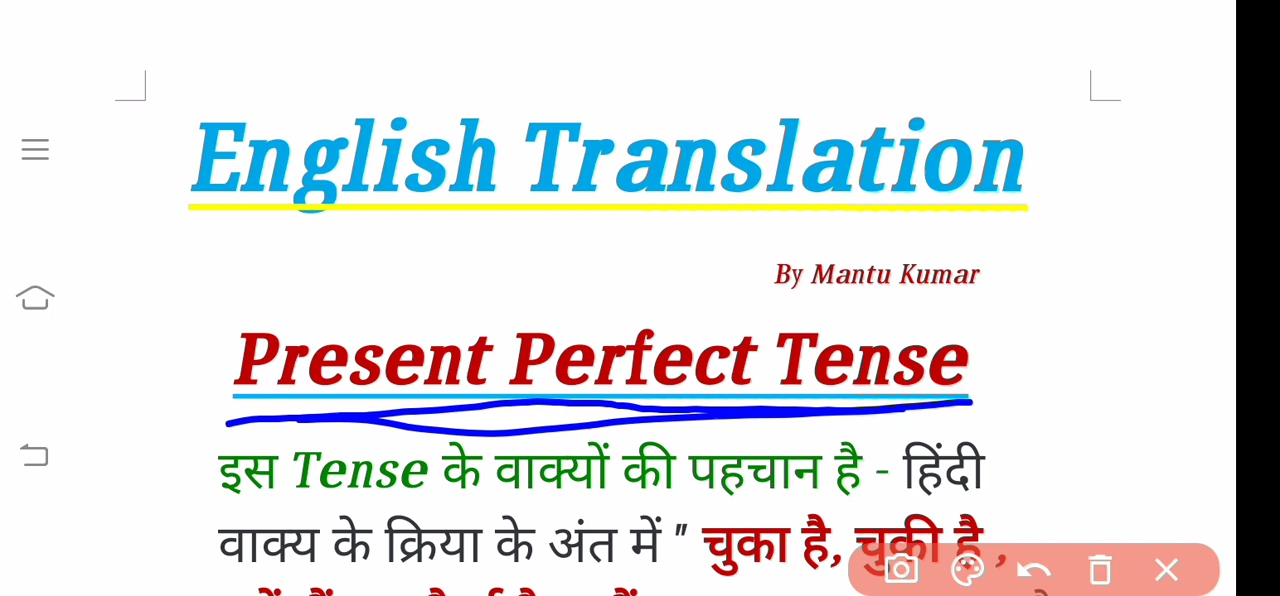 English Translation
By Mantu Kumar
Present Perfect Tense
इस Tense के वाक्यों की पहचान है - हिंदी
वाक्य के क्रिया के अंत में " चुका है, चुकी है ,